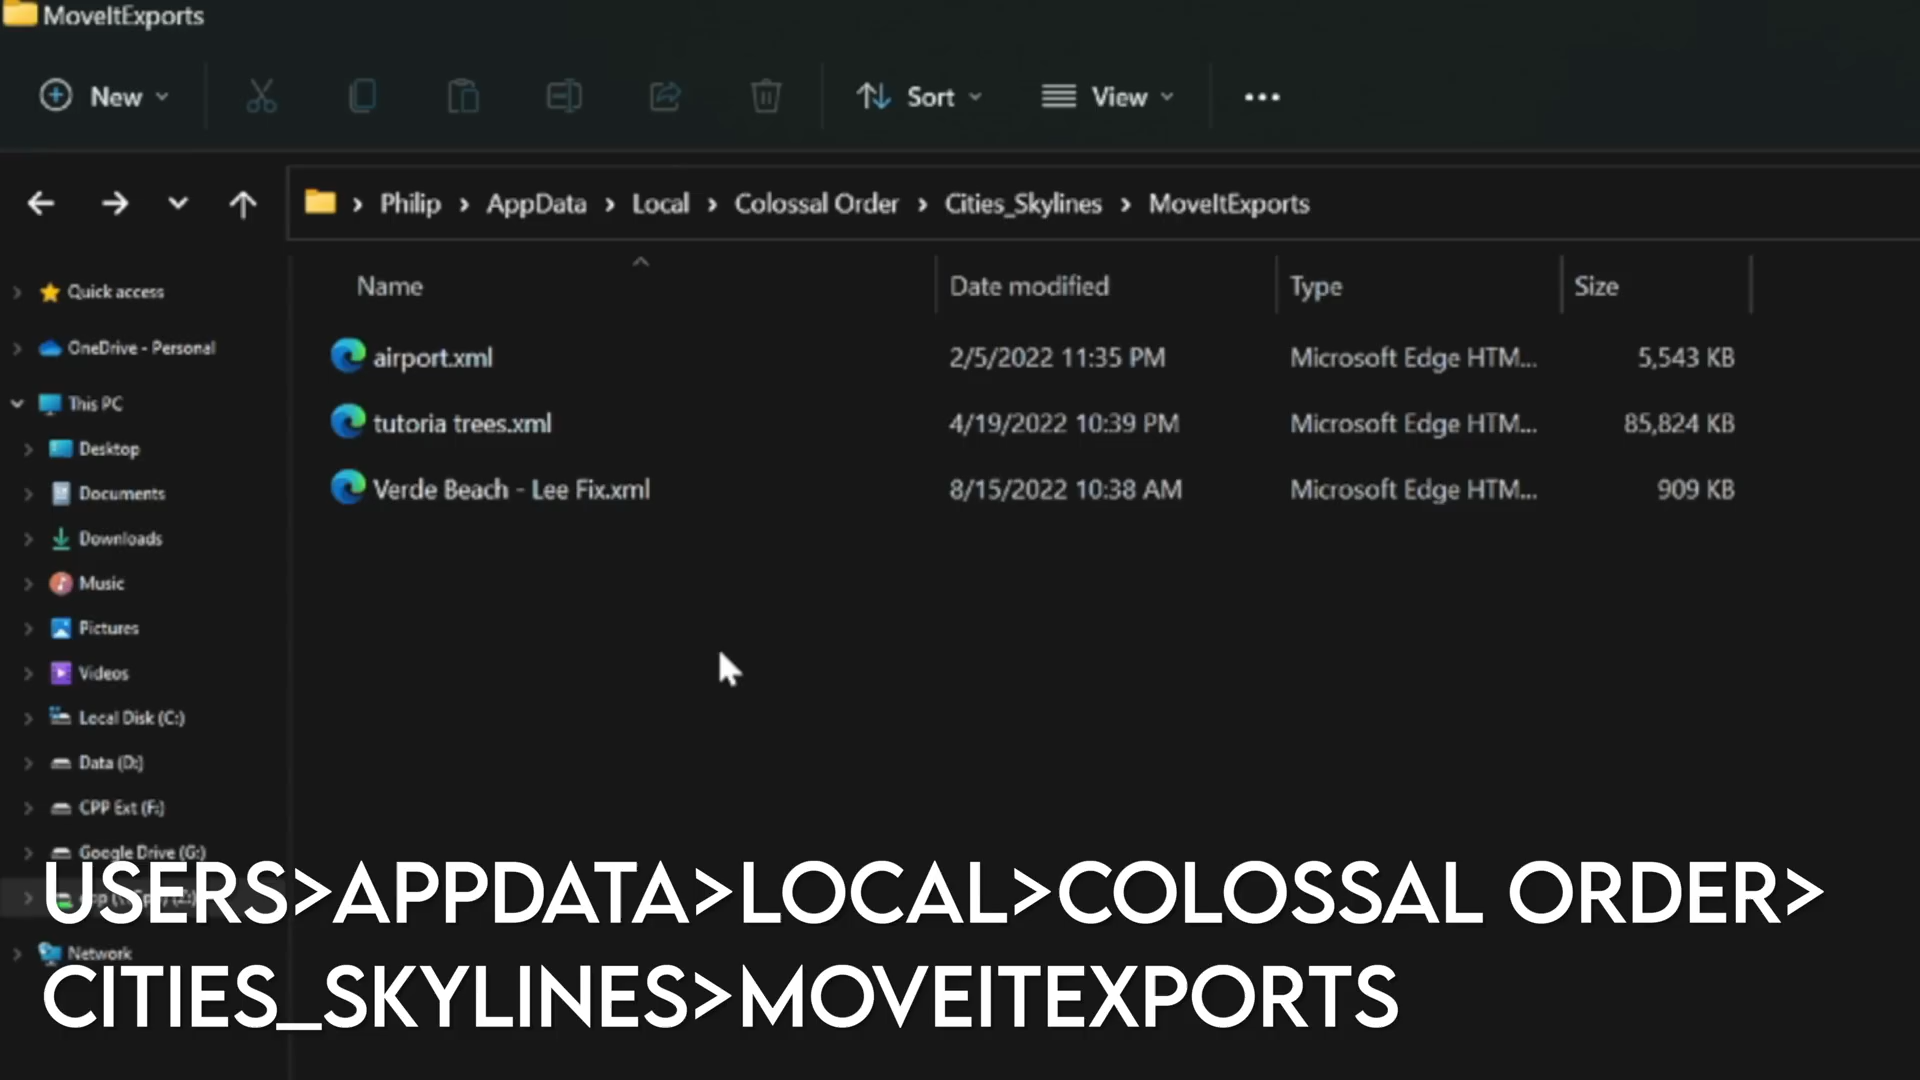 MoveItExports
New
Sort
View
Philip > AppData > Local > Colossal Order > Cities_Skylines > MoveItExports
Name Date modified Type Size
airport.xml 2/5/2022 11:35 PM Microsoft Edge HTM... 5,543 KB
tutoria trees.xml 4/19/2022 10:39 PM Microsoft Edge HTM... 85,824 KB
Verde Beach - Lee Fix.xml 8/15/2022 10:38 AM Microsoft Edge HTM... 909 KB
Quick access
OneDrive - Personal
This PC
Desktop
Documents
Downloads
Music
Pictures
Videos
Local Disk (C:)
Data (D:)
CPP Ext (F:)
Google Drive (G:)
Network
USERS>APPDATA>LOCAL>COLOSSAL ORDER>
CITIES_SKYLINES>MOVEITEXPORTS